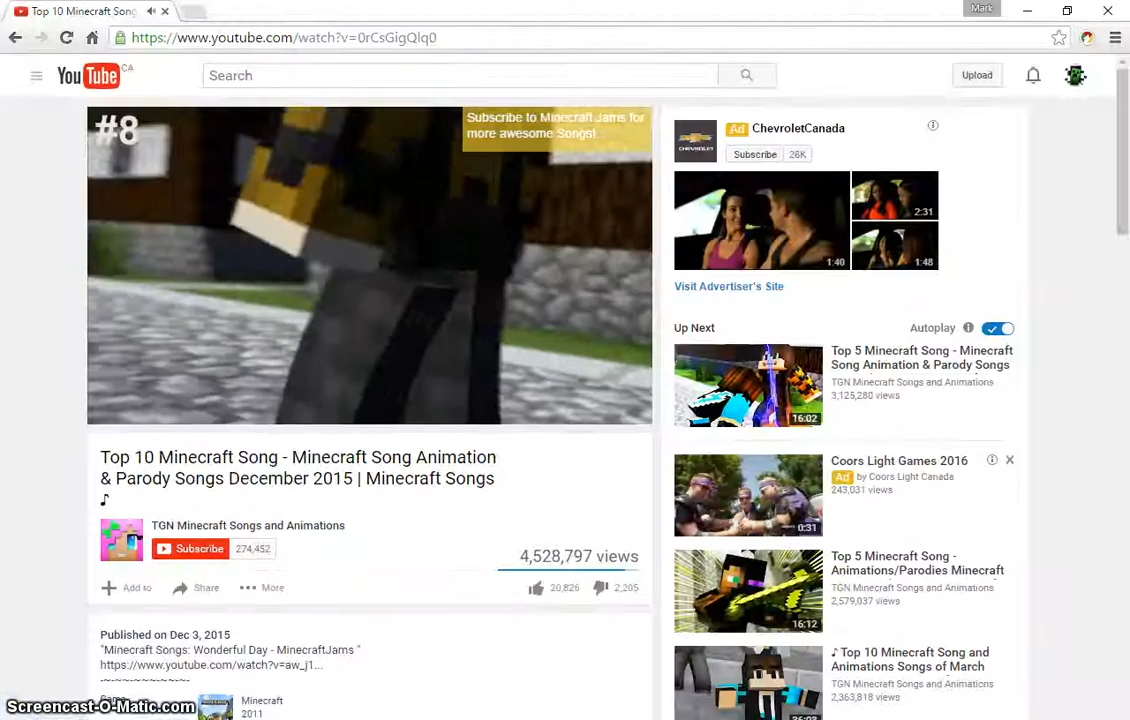 Top 10 Minecraft Song
Mark
https://www.youtube.com/watch?v=0rCsGigQlq0
YouTube CA
Search
Upload
#8
Subscribe to Minecraft Jams for
more awesome Songs!
Ad ChevroletCanada
CHEVROLET
Subscribe 26K
2:31
1:40
1:48
Visit Advertiser's Site
Up Next
Autoplay
Top 5 Minecraft Song - Minecraft
Song Animation & Parody Songs
TGN Minecraft Songs and Animations
3,125,280 views
16:02
Coors Light Games 2016
Ad by Coors Light Canada
243,031 views
0:31
Top 5 Minecraft Song -
Animations/Parodies Minecraft
TGN Minecraft Songs and Animations
2,579,037 views
16:12
♪ Top 10 Minecraft Song and
Animations Songs of March
TGN Minecraft Songs and Animations
2,363,818 views
Top 10 Minecraft Song - Minecraft Song Animation
& Parody Songs December 2015 | Minecraft Songs
♪
TGN Minecraft Songs and Animations
Subscribe 274,452
4,528,797 views
Add to Share More
20,826 2,205
Published on Dec 3, 2015
"Minecraft Songs: Wonderful Day - MinecraftJams "
https://www.youtube.com/watch?v=aw_j1...
-~-~~-~~~-~~-~-
Game
Minecraft
2011
Screencast-O-Matic.com